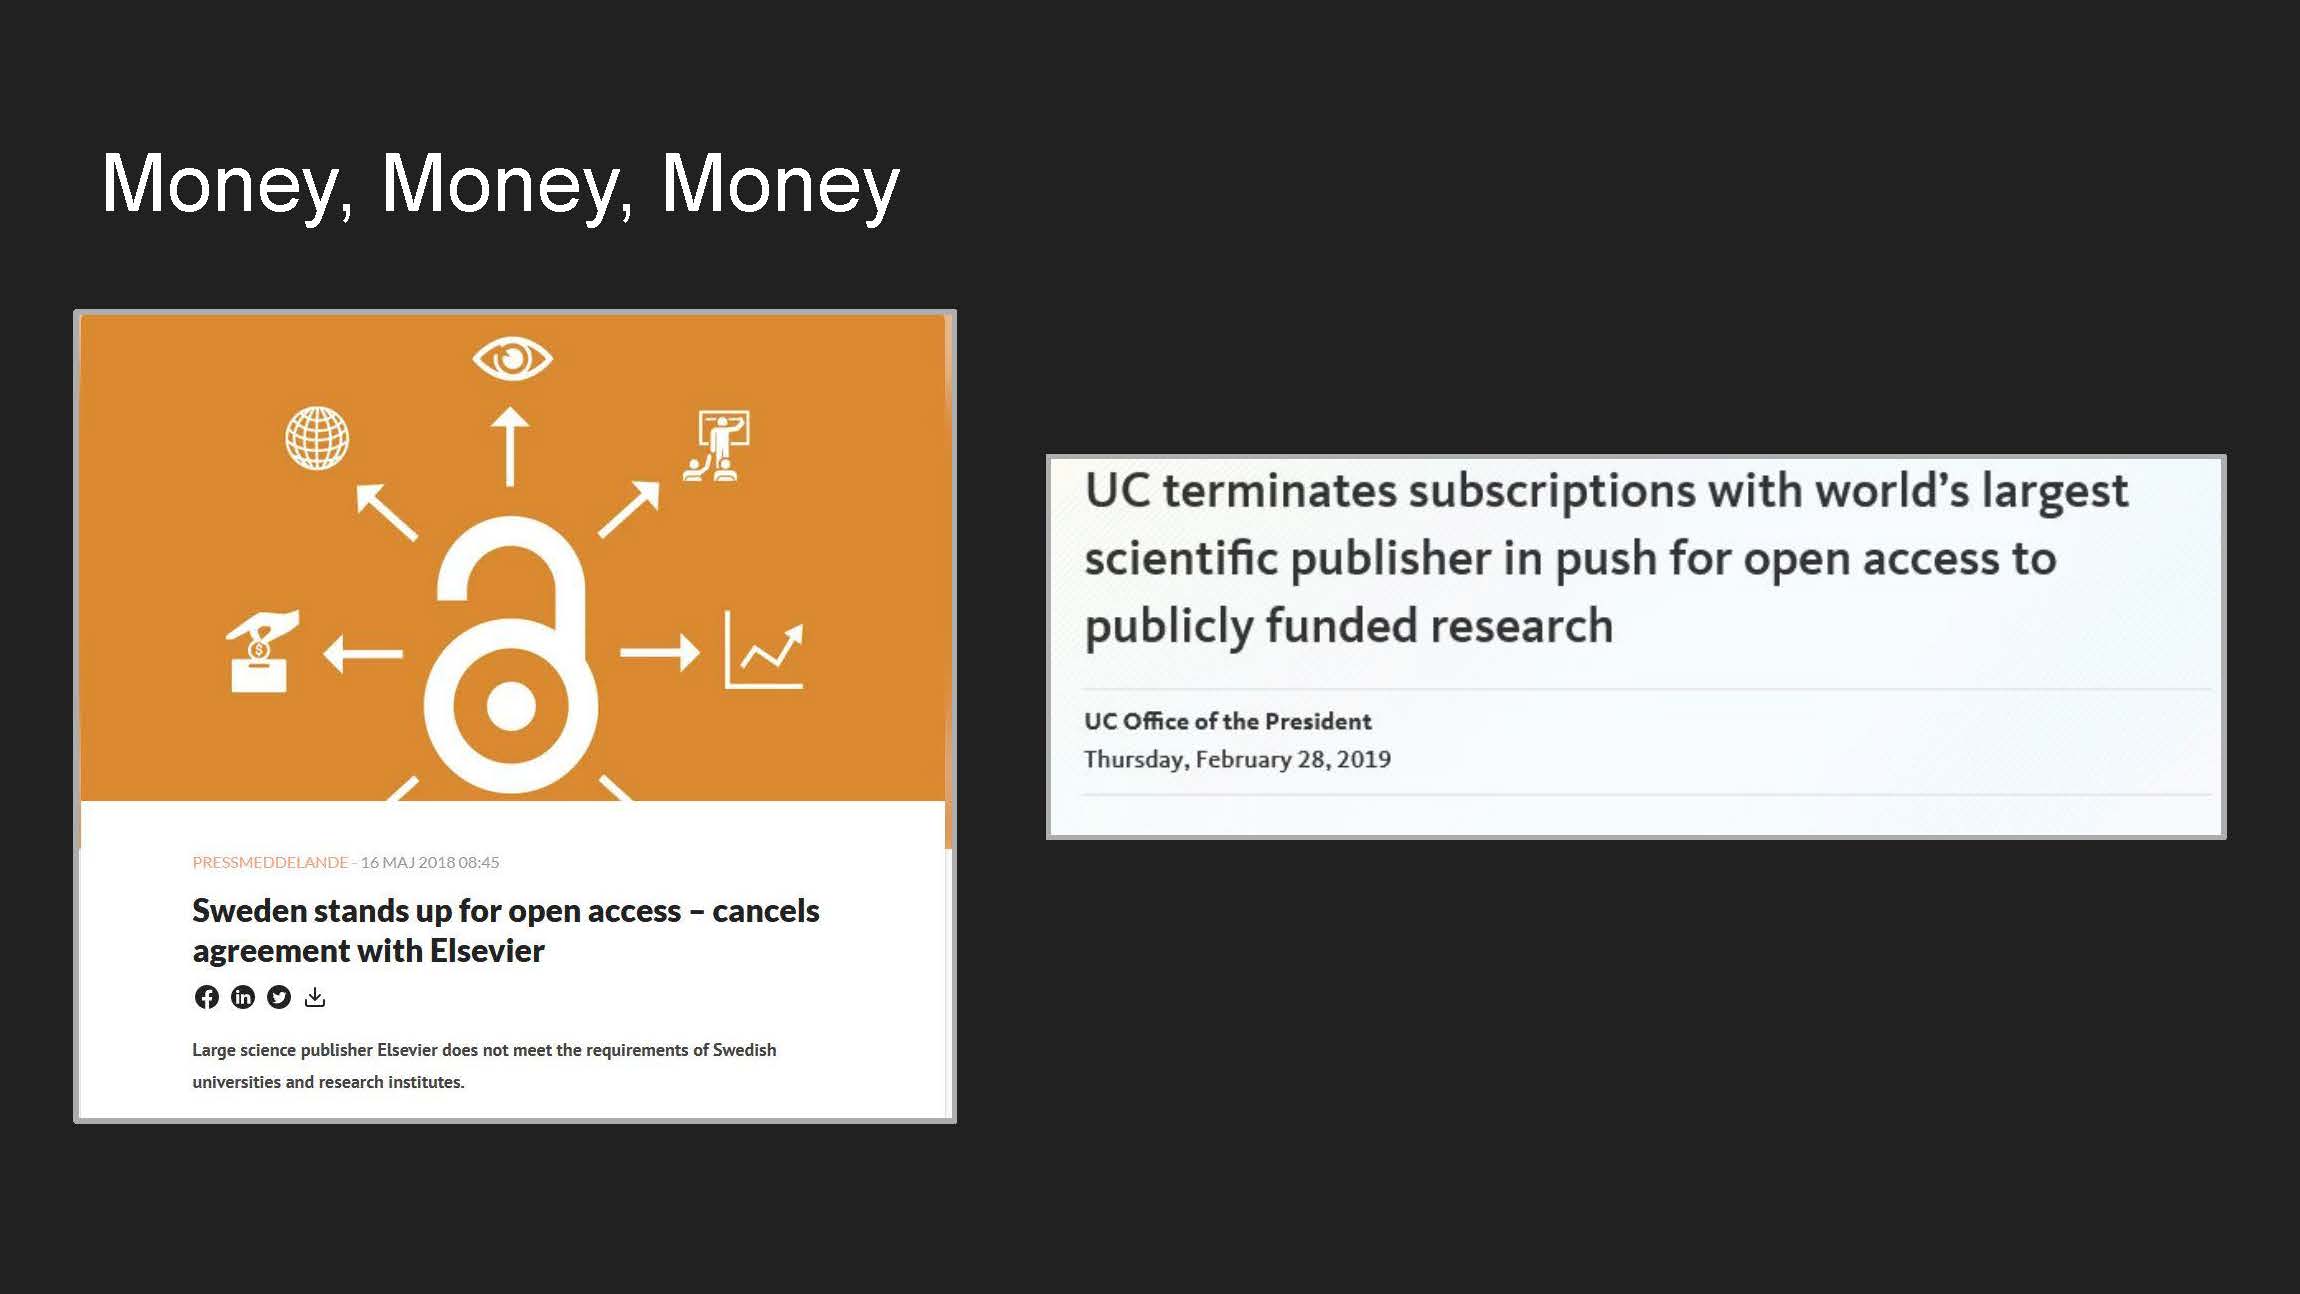 Money, Money, Money
PRESSMEDDELANDE - 16 MAJ 2018 08:45
Sweden stands up for open access – cancels
agreement with Elsevier
Large science publisher Elsevier does not meet the requirements of Swedish
universities and research institutes.
UC terminates subscriptions with world's largest
scientific publisher in push for open access to
publicly funded research
UC Office of the President
Thursday, February 28, 2019